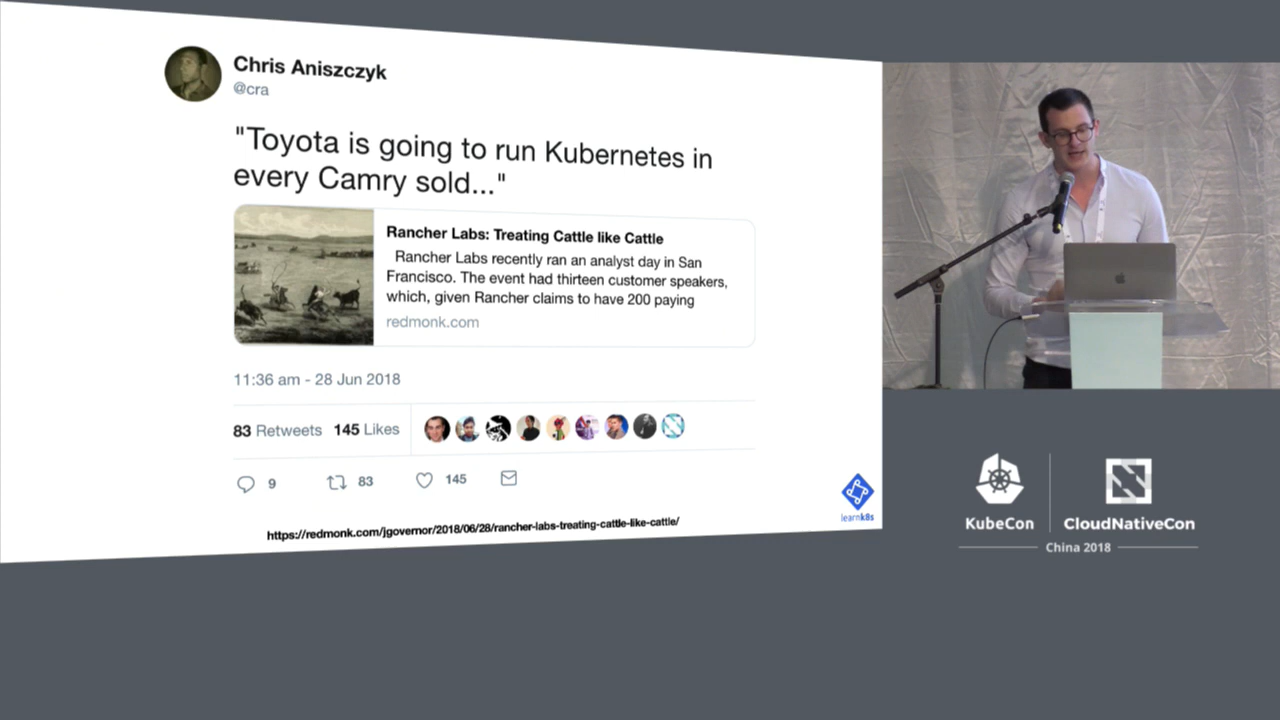 Chris Aniszczyk
@cra
"Toyota is going to run Kubernetes in
every Camry sold..."
Rancher Labs: Treating Cattle like Cattle
Rancher Labs recently ran an analyst day in San
Francisco. The event had thirteen customer speakers,
which, given Rancher claims to have 200 paying
redmonk.com
11:36 am - 28 Jun 2018
83 Retweets 145 Likes
9 83 145
learnk8s
https://redmonk.com/jgovernor/2018/06/28/rancher-labs-treating-cattle-like-cattle/
KubeCon CloudNativeCon
China 2018